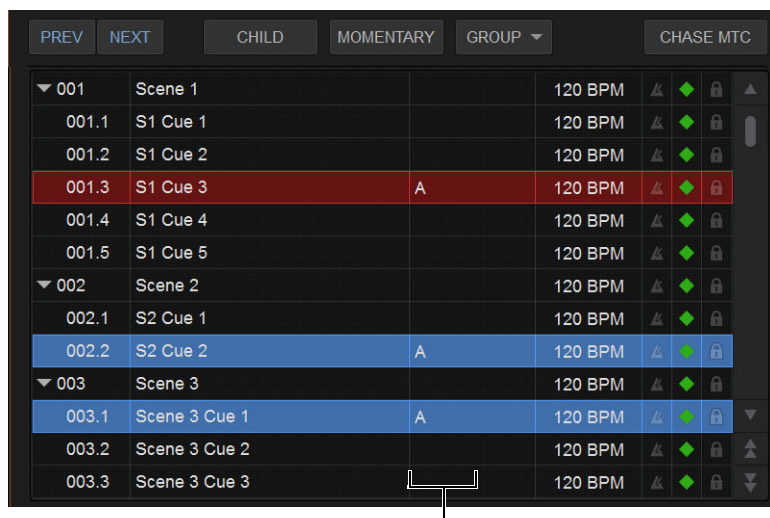 PREV NEXT CHILD MOMENTARY GROUP CHASE MTC
001 Scene 1 120 BPM
001.1 S1 Cue 1 120 BPM
001.2 S1 Cue 2 120 BPM
001.3 S1 Cue 3 A 120 BPM
001.4 S1 Cue 4 120 BPM
001.5 S1 Cue 5 120 BPM
002 Scene 2 120 BPM
002.1 S2 Cue 1 120 BPM
002.2 S2 Cue 2 A 120 BPM
003 Scene 3 120 BPM
003.1 Scene 3 Cue 1 A 120 BPM
003.2 Scene 3 Cue 2 120 BPM
003.3 Scene 3 Cue 3 120 BPM